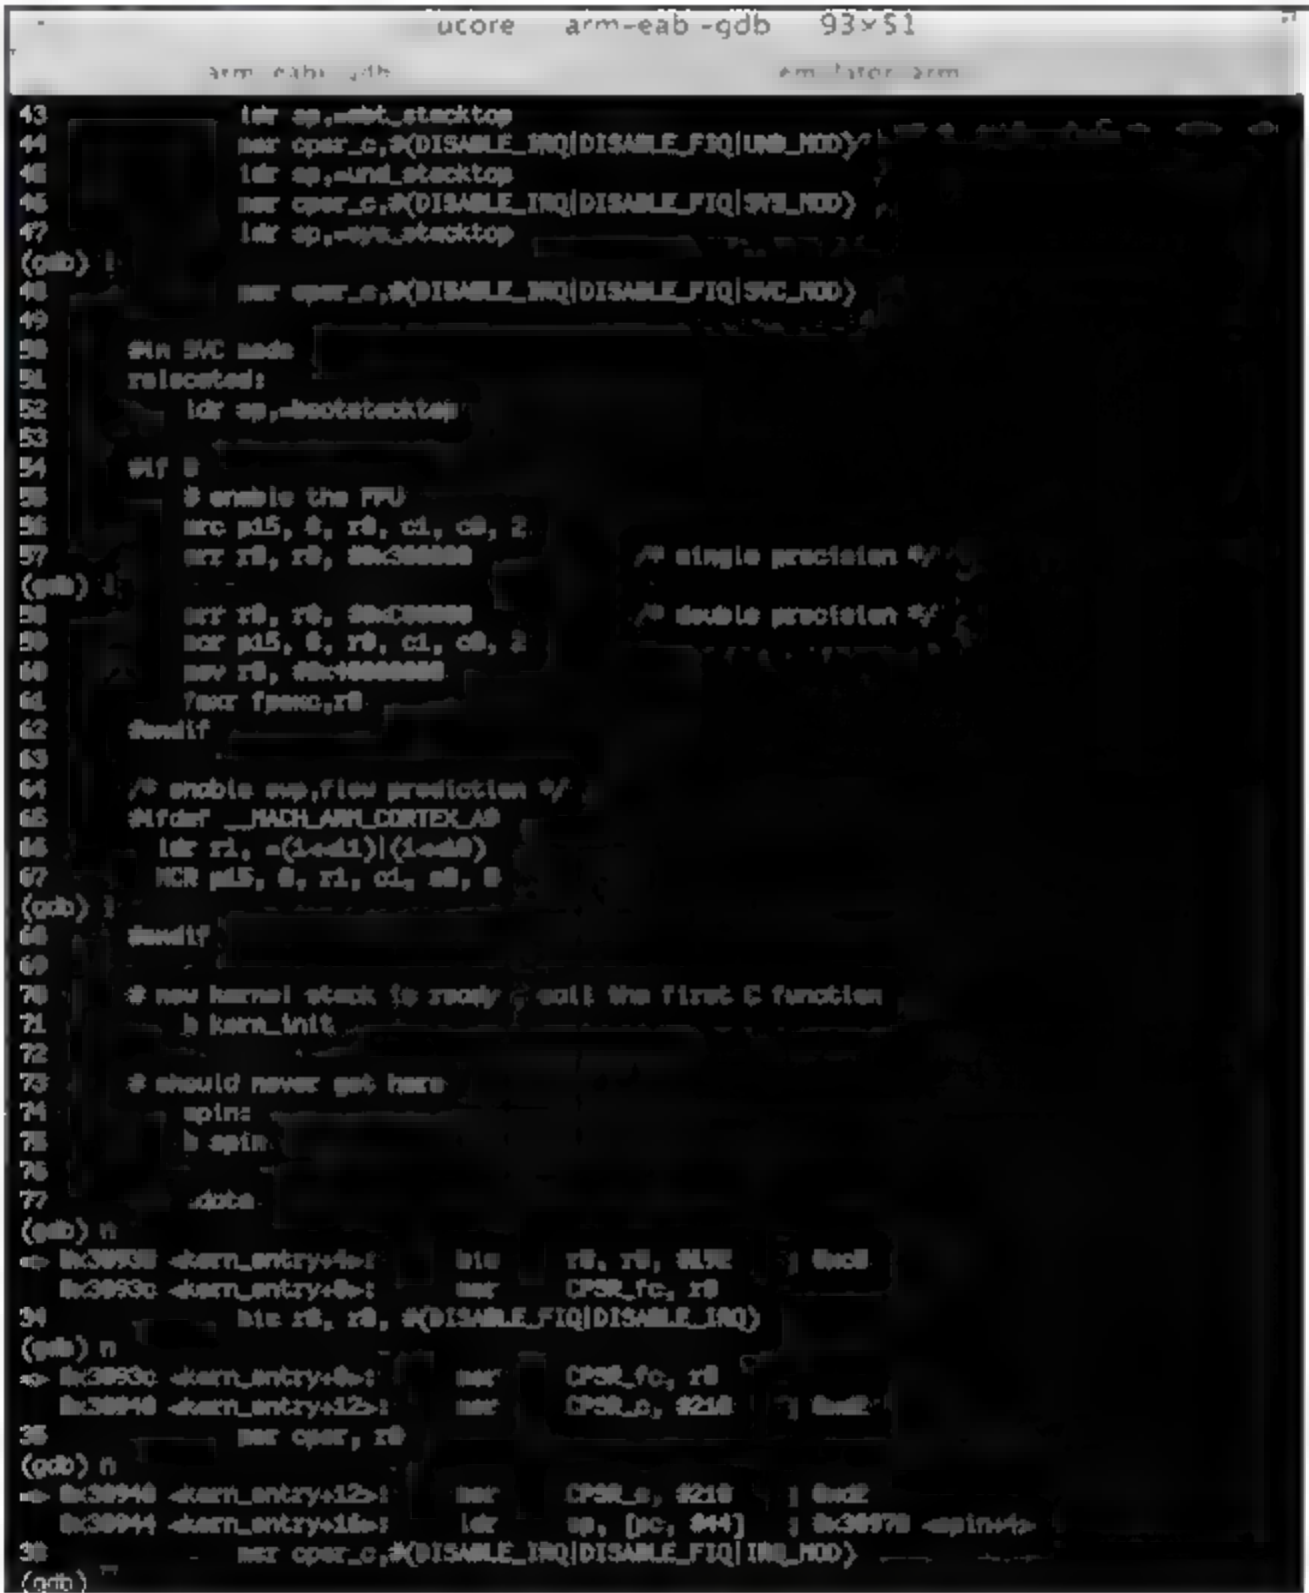 ucore arm-eab-gdb 93×51
43 ldr sp,=abt_stacktop
44 msr cpsr_c,#(DISABLE_IRQ|DISABLE_FIQ|UND_MOD)
45 ldr sp,=und_stacktop
46 msr cpsr_c,#(DISABLE_IRQ|DISABLE_FIQ|SYS_MOD)
47 ldr sp,=sys_stacktop
(gdb) l
48 msr cpsr_c,#(DISABLE_IRQ|DISABLE_FIQ|SVC_MOD)
49
50 #in SVC mode
51 relocated:
52 ldr sp,=bootstacktop
53
54 #if 0
55 # enable the FPU
56 mrc p15, 0, r0, c1, c0, 2
57 orr r0, r0, #0x300000 /* single precision */
(gdb) l
58 orr r0, r0, #0xC00000 /* double precision */
59 mcr p15, 0, r0, c1, c0, 2
60 mov r0, #0x40000000
61 fmxr fpexc,r0
62 #endif
63
64 /* enable swp,flow prediction */
65 #ifdef __MACH_ARM_CORTEX_A9
66 ldr r1, =(1<<11)|(1<<10)
67 MCR p15, 0, r1, c1, c0, 0
(gdb) l
68 #endif
69
70 # now kernel stack is ready , call the first C function
71 b kern_init
72
73 # should never get here
74 spin:
75 b spin
76
77 .data
(gdb) n
=> 0x30938 <kern_entry+4>: bic r0, r0, #192 ; 0xc0
0x3093c <kern_entry+8>: msr CPSR_fc, r0
34 bic r0, r0, #(DISABLE_FIQ|DISABLE_IRQ)
(gdb) n
=> 0x3093c <kern_entry+8>: msr CPSR_fc, r0
0x30940 <kern_entry+12>: msr CPSR_c, #210 ; 0xd2
35 msr cpsr, r0
(gdb) n
=> 0x30940 <kern_entry+12>: msr CPSR_c, #210 ; 0xd2
0x30944 <kern_entry+16>: ldr sp, [pc, #44] ; 0x30978 <spin+4>
38 msr cpsr_c,#(DISABLE_IRQ|DISABLE_FIQ|IRQ_MOD)
(gdb)